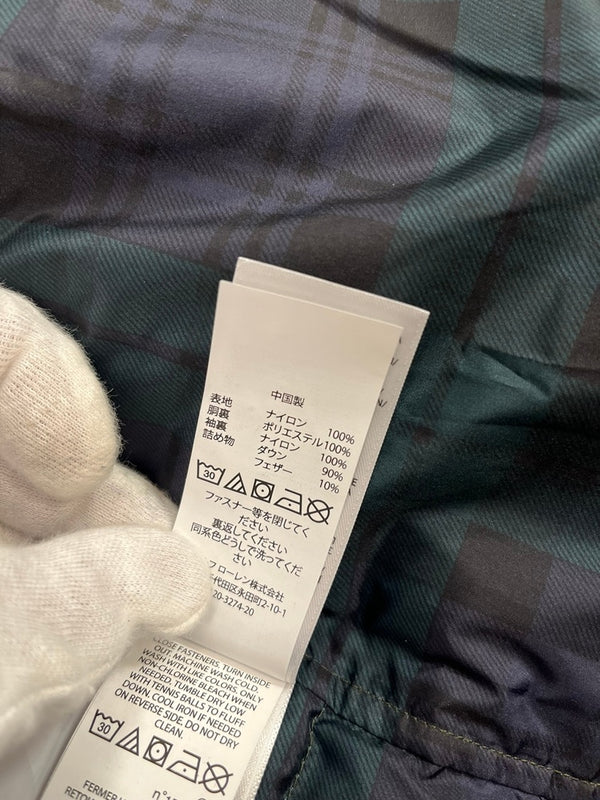 中国製
表地 ナイロン 100%
胴裏 ポリエステル100%
袖裏 ナイロン 100%
詰め物 ダウン 90%
フェザー 10%
30
ファスナー等を閉じてく
ださい
裏返してください
同系色どうしで洗ってくだ
さい
フローレン株式会社
代田区永田町2-10-1
20-3274-20
CLOSE FASTENERS. TURN INSIDE
OUT. MACHINE WASH COLD.
WASH WITH LIKE COLORS. ONLY
NON-CHLORINE BLEACH WHEN
NEEDED. TUMBLE DRY LOW
WITH TENNIS BALLS TO FLUFF
DOWN. COOL IRON IF NEEDED
ON REVERSE SIDE. DO NOT DRY
CLEAN.
30
FERMER
RETOU